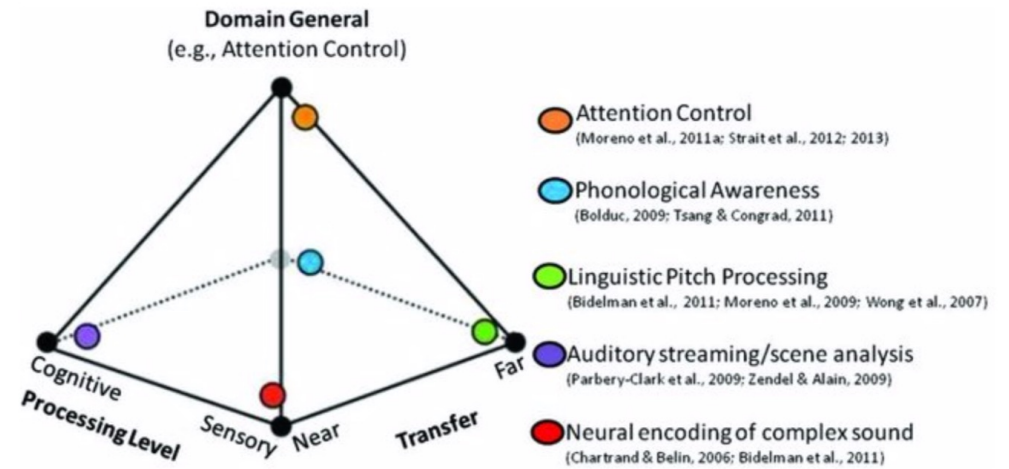 Domain General
(e.g., Attention Control)
Attention Control
(Moreno et al., 2011a; Strait et al., 2012; 2013)
Phonological Awareness
(Bolduc, 2009; Tsang & Congrad, 2011)
Linguistic Pitch Processing
(Bidelman et al., 2011; Moreno et al., 2009; Wong et al., 2007)
Auditory streaming/scene analysis
(Parbery-Clark et al., 2009; Zendel & Alain, 2009)
Neural encoding of complex sound
(Chartrand & Belin, 2006; Bidelman et al., 2011)
Cognitive
Processing Level
Sensory
Near
Transfer
Far